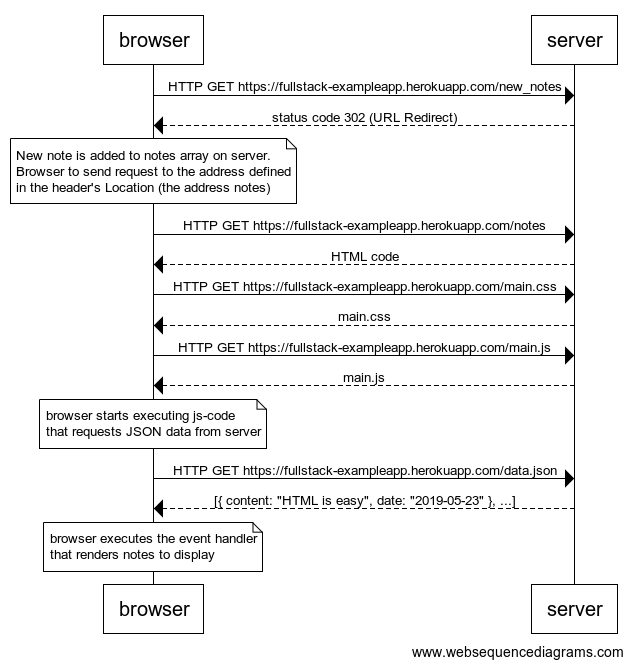 browser
server
HTTP GET https://fullstack-exampleapp.herokuapp.com/new_notes
status code 302 (URL Redirect)
New note is added to notes array on server.
Browser to send request to the address defined
in the header's Location (the address notes)
HTTP GET https://fullstack-exampleapp.herokuapp.com/notes
HTML code
HTTP GET https://fullstack-exampleapp.herokuapp.com/main.css
main.css
HTTP GET https://fullstack-exampleapp.herokuapp.com/main.js
main.js
browser starts executing js-code
that requests JSON data from server
HTTP GET https://fullstack-exampleapp.herokuapp.com/data.json
[{ content: "HTML is easy", date: "2019-05-23" }, ...]
browser executes the event handler
that renders notes to display
browser
server
www.websequencediagrams.com